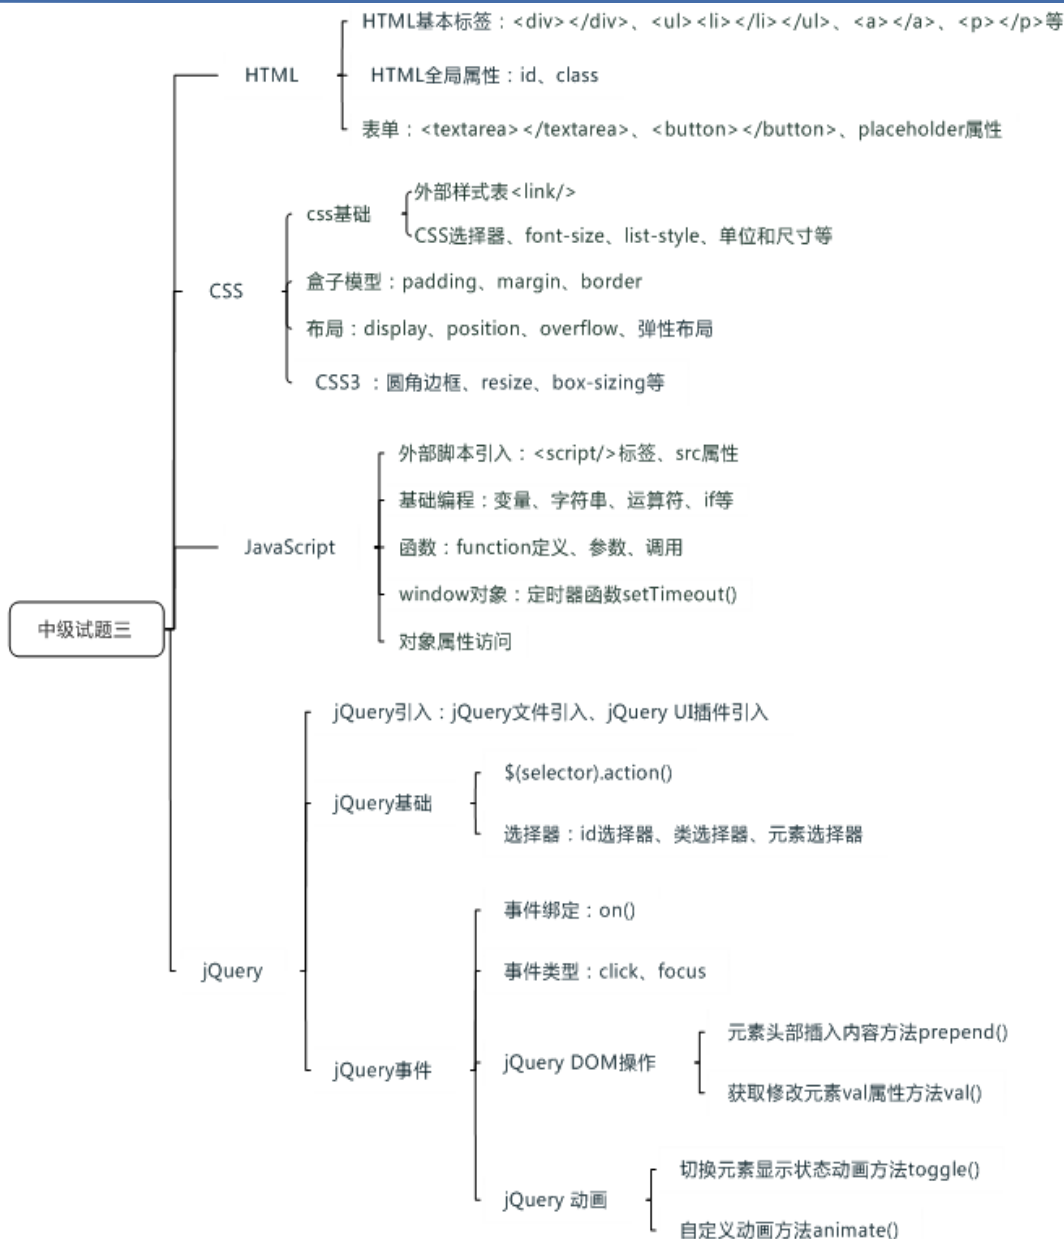 HTML基本标签：<div></div>、<ul><li></li></ul>、<a></a>、<p></p>等
HTML
HTML全局属性：id、class
表单：<textarea></textarea>、<button></button>、placeholder属性
外部样式表<link/>
css基础
CSS选择器、font-size、list-style、单位和尺寸等
盒子模型：padding、margin、border
CSS
布局：display、position、overflow、弹性布局
CSS3 ：圆角边框、resize、box-sizing等
外部脚本引入：<script/>标签、src属性
基础编程：变量、字符串、运算符、if等
JavaScript
函数：function定义、参数、调用
window对象：定时器函数setTimeout()
中级试题三
对象属性访问
jQuery引入：jQuery文件引入、jQuery UI插件引入
$(selector).action()
jQuery基础
选择器：id选择器、类选择器、元素选择器
事件绑定：on()
jQuery
事件类型：click、focus
元素头部插入内容方法prepend()
jQuery事件
jQuery DOM操作
获取修改元素val属性方法val()
切换元素显示状态动画方法toggle()
jQuery 动画
自定义动画方法animate()